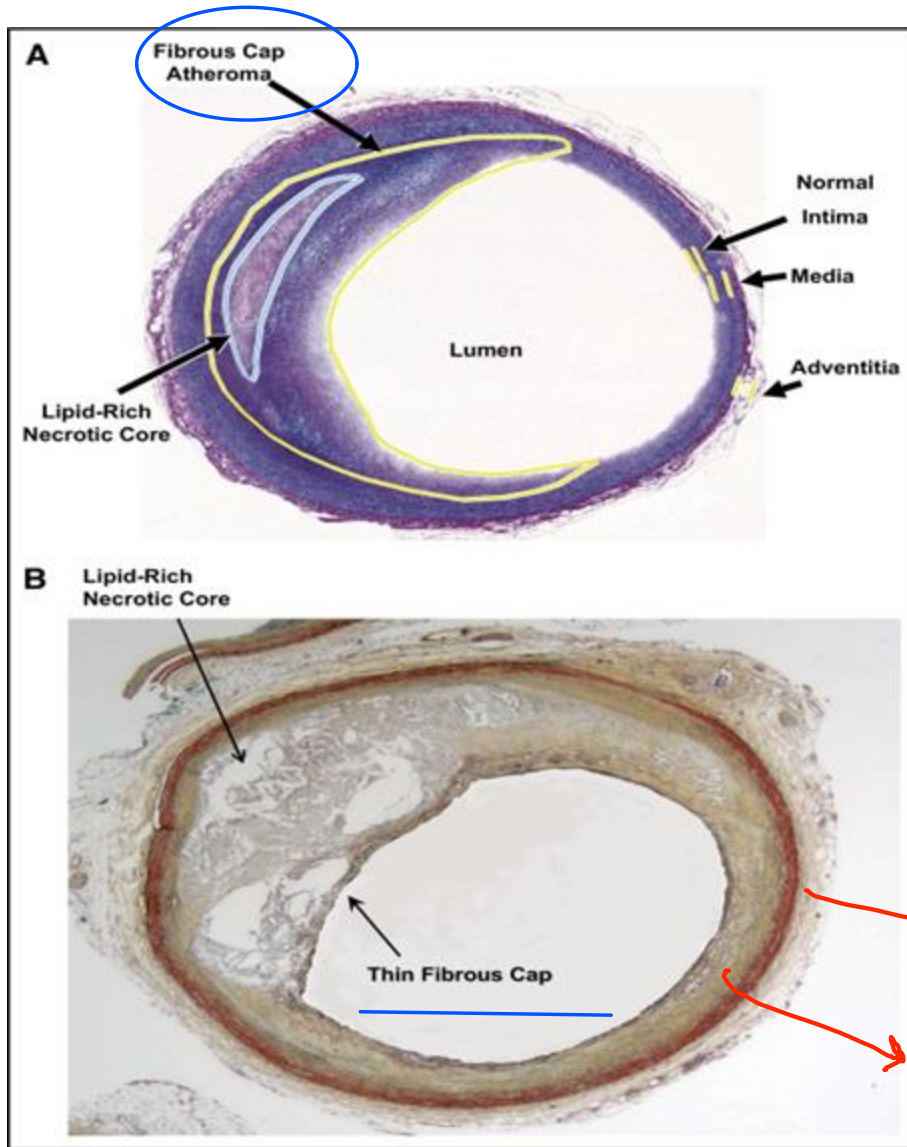 A
Fibrous Cap
Atheroma
Normal
Intima
Media
Lumen
Adventitia
Lipid-Rich
Necrotic Core
B
Lipid-Rich
Necrotic Core
Thin Fibrous Cap